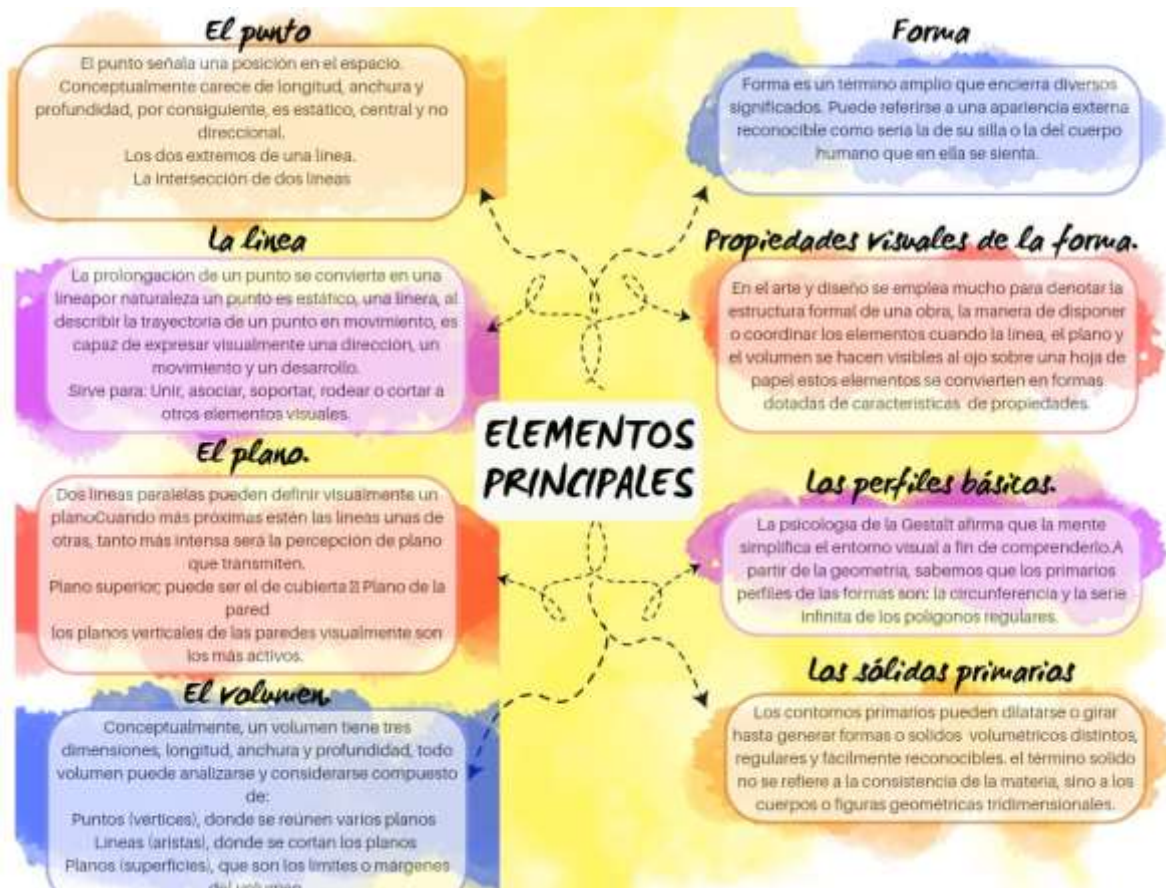 El punto
El punto señala una posición en el espacio.
Conceptualmente carece de longitud, anchura y
profundidad, por consiguiente, es estático, central y no
direccional.
Los dos extremos de una línea.
La intersección de dos líneas
La línea
La prolongación de un punto se convierte en una
lineapor naturaleza un punto es estático, una linera, al
describir la trayectoria de un punto en movimiento, es
capaz de expresar visualmente una dirección, un
movimiento y un desarrollo.
Sirve para: Unir, asociar, soportar, rodear o cortar a
otros elementos visuales.
El plano.
Dos líneas paralelas pueden definir visualmente un
planoCuando más próximas estén las líneas unas de
otras, tanto más intensa será la percepción de plano
que transmiten.
Plano superior; puede ser el de cubierta Plano de la
pared
los planos verticales de las paredes visualmente son
los más activos.
El volumen.
Conceptualmente, un volumen tiene tres
dimensiones, longitud, anchura y profundidad, todo
volumen puede analizarse y considerarse compuesto
de:
Puntos (vertices), donde se reúnen varios planos
Líneas (aristas), donde se cortan los planos
Planos (superficies), que son los límites o márgenes
del volumen
ELEMENTOS
PRINCIPALES
Forma
Forma es un término amplio que encierra diversos
significados. Puede referirse a una apariencia externa
reconocible como sería la de su silla o la del cuerpo
humano que en ella se sienta.
Propiedades visuales de la forma.
En el arte y diseño se emplea mucho para denotar la
estructura formal de una obra, la manera de disponer
o coordinar los elementos cuando la línea, el plano y
el volumen se hacen visibles al ojo sobre una hoja de
papel estos elementos se convierten en formas
dotadas de características de propiedades.
Los perfiles básicos.
La psicología de la Gestalt afirma que la mente
simplifica el entorno visual a fin de comprenderlo.A
partir de la geometría, sabemos que los primarios
perfiles de las formas son: la circunferencia y la serie
infinita de los polígonos regulares.
Los sólidos primarios
Los contornos primarios pueden dilatarse o girar
hasta generar formas o solidos volumétricos distintos,
regulares y fácilmente reconocibles. el término solido
no se refiere a la consistencia de la materia, sino a los
cuerpos o figuras geométricas tridimensionales.